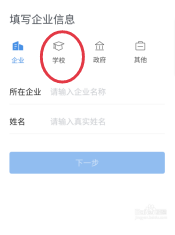 填写企业信息
企业 学校 政府 其他
所在企业 请输入企业名称
姓名 请输入真实姓名
下一步